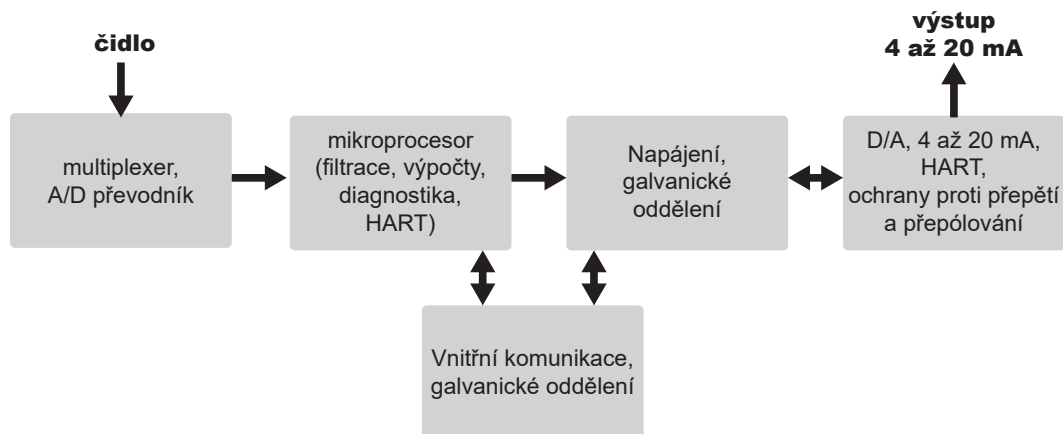 čidlo
výstup
4 až 20 mA
multiplexer,
A/D převodník
mikroprocesor
(filtrace, výpočty,
diagnostika,
HART)
Napájení,
galvanické
oddělení
D/A, 4 až 20 mA,
HART,
ochrany proti přepětí
a přepólování
Vnitřní komunikace,
galvanické oddělení